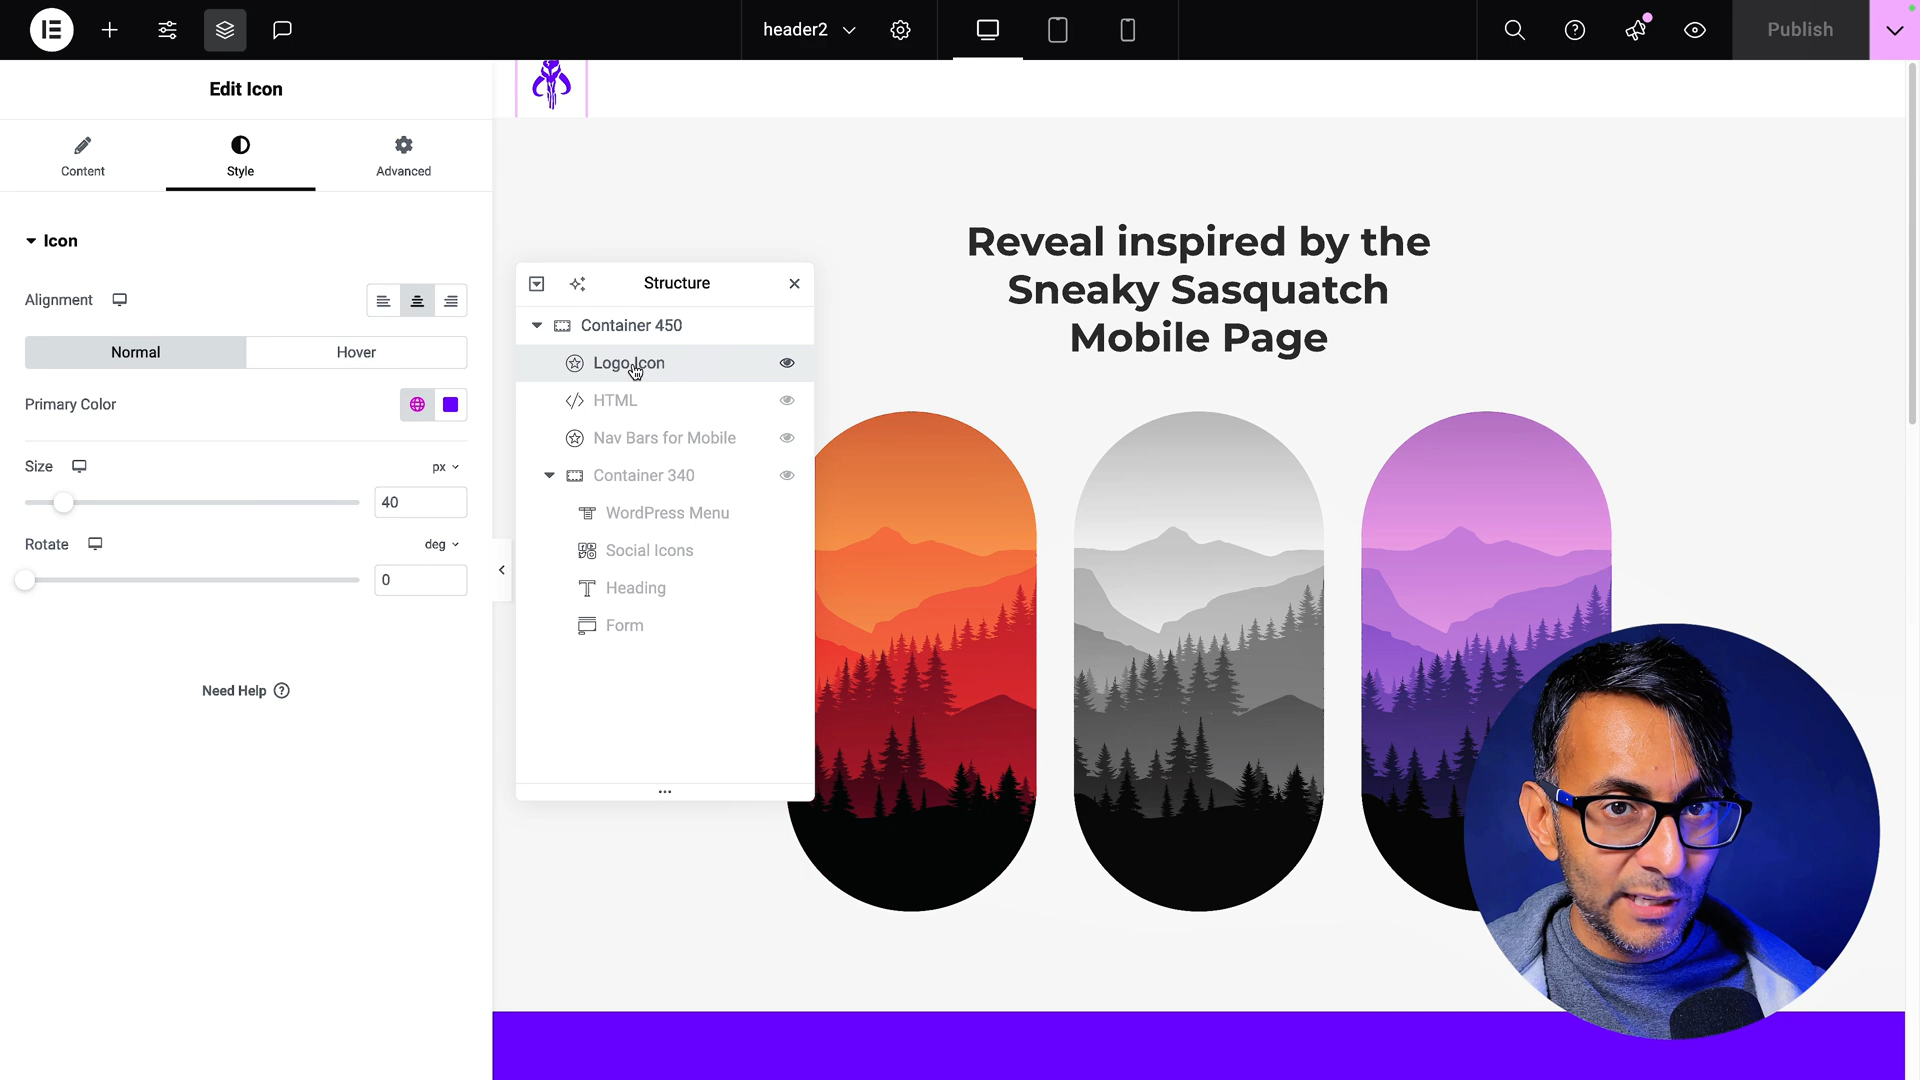 header2
Publish
Edit Icon
Content
Style
Advanced
Icon
Alignment
Normal
Hover
Primary Color
Size
px
40
Rotate
deg
0
Need Help
Structure
Container 450
Logo Icon
HTML
Nav Bars for Mobile
Container 340
WordPress Menu
Social Icons
Heading
Form
Reveal inspired by the
Sneaky Sasquatch
Mobile Page